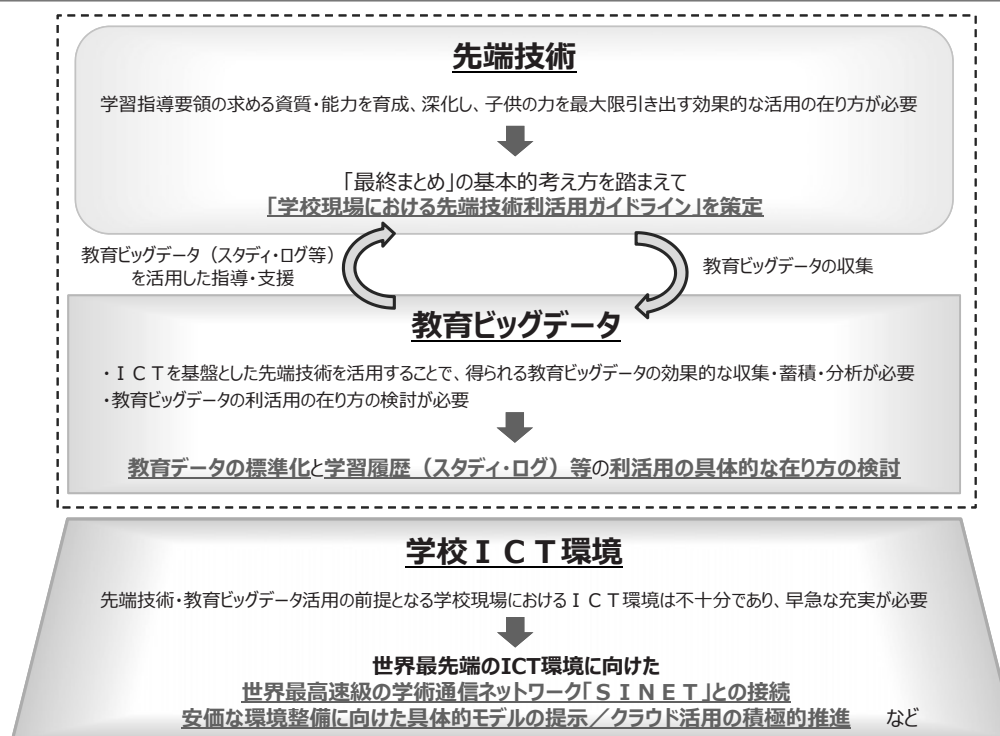 先端技術
学習指導要領の求める資質・能力を育成、深化し、子供の力を最大限引き出す効果的な活用の在り方が必要
「最終まとめ」の基本的考え方を踏まえて
「学校現場における先端技術利活用ガイドライン」を策定
教育ビッグデータ（スタディ・ログ等）
を活用した指導・支援
教育ビッグデータの収集
教育ビッグデータ
・ＩＣＴを基盤とした先端技術を活用することで、得られる教育ビッグデータの効果的な収集・蓄積・分析が必要
・教育ビッグデータの利活用の在り方の検討が必要
教育データの標準化と学習履歴（スタディ・ログ）等の利活用の具体的な在り方の検討
学校ＩＣＴ環境
先端技術・教育ビッグデータ活用の前提となる学校現場におけるＩＣＴ環境は不十分であり、早急な充実が必要
世界最先端のICT環境に向けた
世界最高速級の学術通信ネットワーク「ＳＩＮＥＴ」との接続
安価な環境整備に向けた具体的モデルの提示／クラウド活用の積極的推進　など